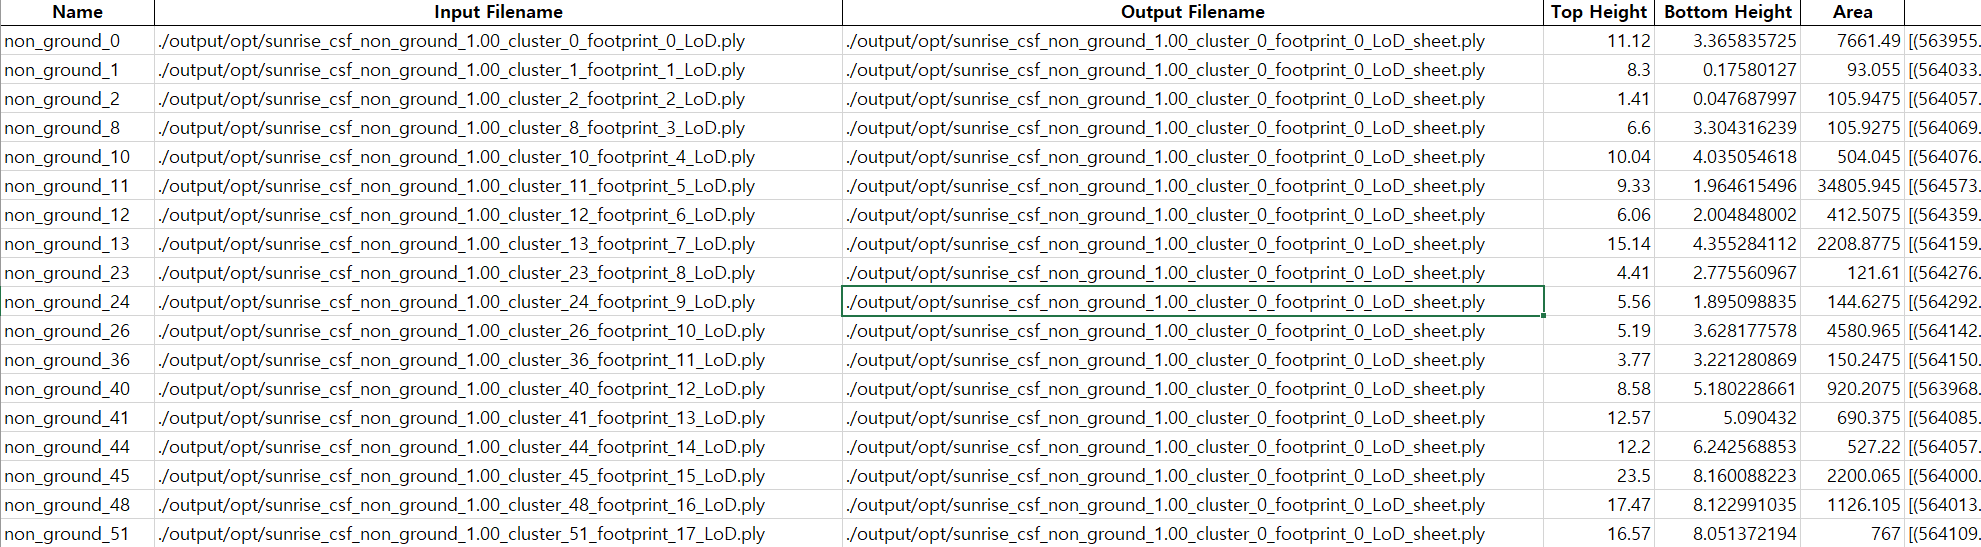 Name Input Filename Output Filename Top Height Bottom Height Area
non_ground_0 ./output/opt/sunrise_csf_non_ground_1.00_cluster_0_footprint_0_LoD.ply ./output/opt/sunrise_csf_non_ground_1.00_cluster_0_footprint_0_LoD_sheet.ply 11.12 3.365835725 7661.49 [(563955.
non_ground_1 ./output/opt/sunrise_csf_non_ground_1.00_cluster_1_footprint_1_LoD.ply ./output/opt/sunrise_csf_non_ground_1.00_cluster_0_footprint_0_LoD_sheet.ply 8.3 0.17580127 93.055 [(564033.
non_ground_2 ./output/opt/sunrise_csf_non_ground_1.00_cluster_2_footprint_2_LoD.ply ./output/opt/sunrise_csf_non_ground_1.00_cluster_0_footprint_0_LoD_sheet.ply 1.41 0.047687997 105.9475 [(564057.
non_ground_8 ./output/opt/sunrise_csf_non_ground_1.00_cluster_8_footprint_3_LoD.ply ./output/opt/sunrise_csf_non_ground_1.00_cluster_0_footprint_0_LoD_sheet.ply 6.6 3.304316239 105.9275 [(564069.
non_ground_10 ./output/opt/sunrise_csf_non_ground_1.00_cluster_10_footprint_4_LoD.ply ./output/opt/sunrise_csf_non_ground_1.00_cluster_0_footprint_0_LoD_sheet.ply 10.04 4.035054618 504.045 [(564076.
non_ground_11 ./output/opt/sunrise_csf_non_ground_1.00_cluster_11_footprint_5_LoD.ply ./output/opt/sunrise_csf_non_ground_1.00_cluster_0_footprint_0_LoD_sheet.ply 9.33 1.964615496 34805.945 [(564573.
non_ground_12 ./output/opt/sunrise_csf_non_ground_1.00_cluster_12_footprint_6_LoD.ply ./output/opt/sunrise_csf_non_ground_1.00_cluster_0_footprint_0_LoD_sheet.ply 6.06 2.004848002 412.5075 [(564359.
non_ground_13 ./output/opt/sunrise_csf_non_ground_1.00_cluster_13_footprint_7_LoD.ply ./output/opt/sunrise_csf_non_ground_1.00_cluster_0_footprint_0_LoD_sheet.ply 15.14 4.355284112 2208.8775 [(564159.
non_ground_23 ./output/opt/sunrise_csf_non_ground_1.00_cluster_23_footprint_8_LoD.ply ./output/opt/sunrise_csf_non_ground_1.00_cluster_0_footprint_0_LoD_sheet.ply 4.41 2.775560967 121.61 [(564276.
non_ground_24 ./output/opt/sunrise_csf_non_ground_1.00_cluster_24_footprint_9_LoD.ply ./output/opt/sunrise_csf_non_ground_1.00_cluster_0_footprint_0_LoD_sheet.ply 5.56 1.895098835 144.6275 [(564292.
non_ground_26 ./output/opt/sunrise_csf_non_ground_1.00_cluster_26_footprint_10_LoD.ply ./output/opt/sunrise_csf_non_ground_1.00_cluster_0_footprint_0_LoD_sheet.ply 5.19 3.628177578 4580.965 [(564142.
non_ground_36 ./output/opt/sunrise_csf_non_ground_1.00_cluster_36_footprint_11_LoD.ply ./output/opt/sunrise_csf_non_ground_1.00_cluster_0_footprint_0_LoD_sheet.ply 3.77 3.221280869 150.2475 [(564150.
non_ground_40 ./output/opt/sunrise_csf_non_ground_1.00_cluster_40_footprint_12_LoD.ply ./output/opt/sunrise_csf_non_ground_1.00_cluster_0_footprint_0_LoD_sheet.ply 8.58 5.180228661 920.2075 [(563968.
non_ground_41 ./output/opt/sunrise_csf_non_ground_1.00_cluster_41_footprint_13_LoD.ply ./output/opt/sunrise_csf_non_ground_1.00_cluster_0_footprint_0_LoD_sheet.ply 12.57 5.090432 690.375 [(564085.
non_ground_44 ./output/opt/sunrise_csf_non_ground_1.00_cluster_44_footprint_14_LoD.ply ./output/opt/sunrise_csf_non_ground_1.00_cluster_0_footprint_0_LoD_sheet.ply 12.2 6.242568853 527.22 [(564057.
non_ground_45 ./output/opt/sunrise_csf_non_ground_1.00_cluster_45_footprint_15_LoD.ply ./output/opt/sunrise_csf_non_ground_1.00_cluster_0_footprint_0_LoD_sheet.ply 23.5 8.160088223 2200.065 [(564000.
non_ground_48 ./output/opt/sunrise_csf_non_ground_1.00_cluster_48_footprint_16_LoD.ply ./output/opt/sunrise_csf_non_ground_1.00_cluster_0_footprint_0_LoD_sheet.ply 17.47 8.122991035 1126.105 [(564013.
non_ground_51 ./output/opt/sunrise_csf_non_ground_1.00_cluster_51_footprint_17_LoD.ply ./output/opt/sunrise_csf_non_ground_1.00_cluster_0_footprint_0_LoD_sheet.ply 16.57 8.051372194 767 [(564109.